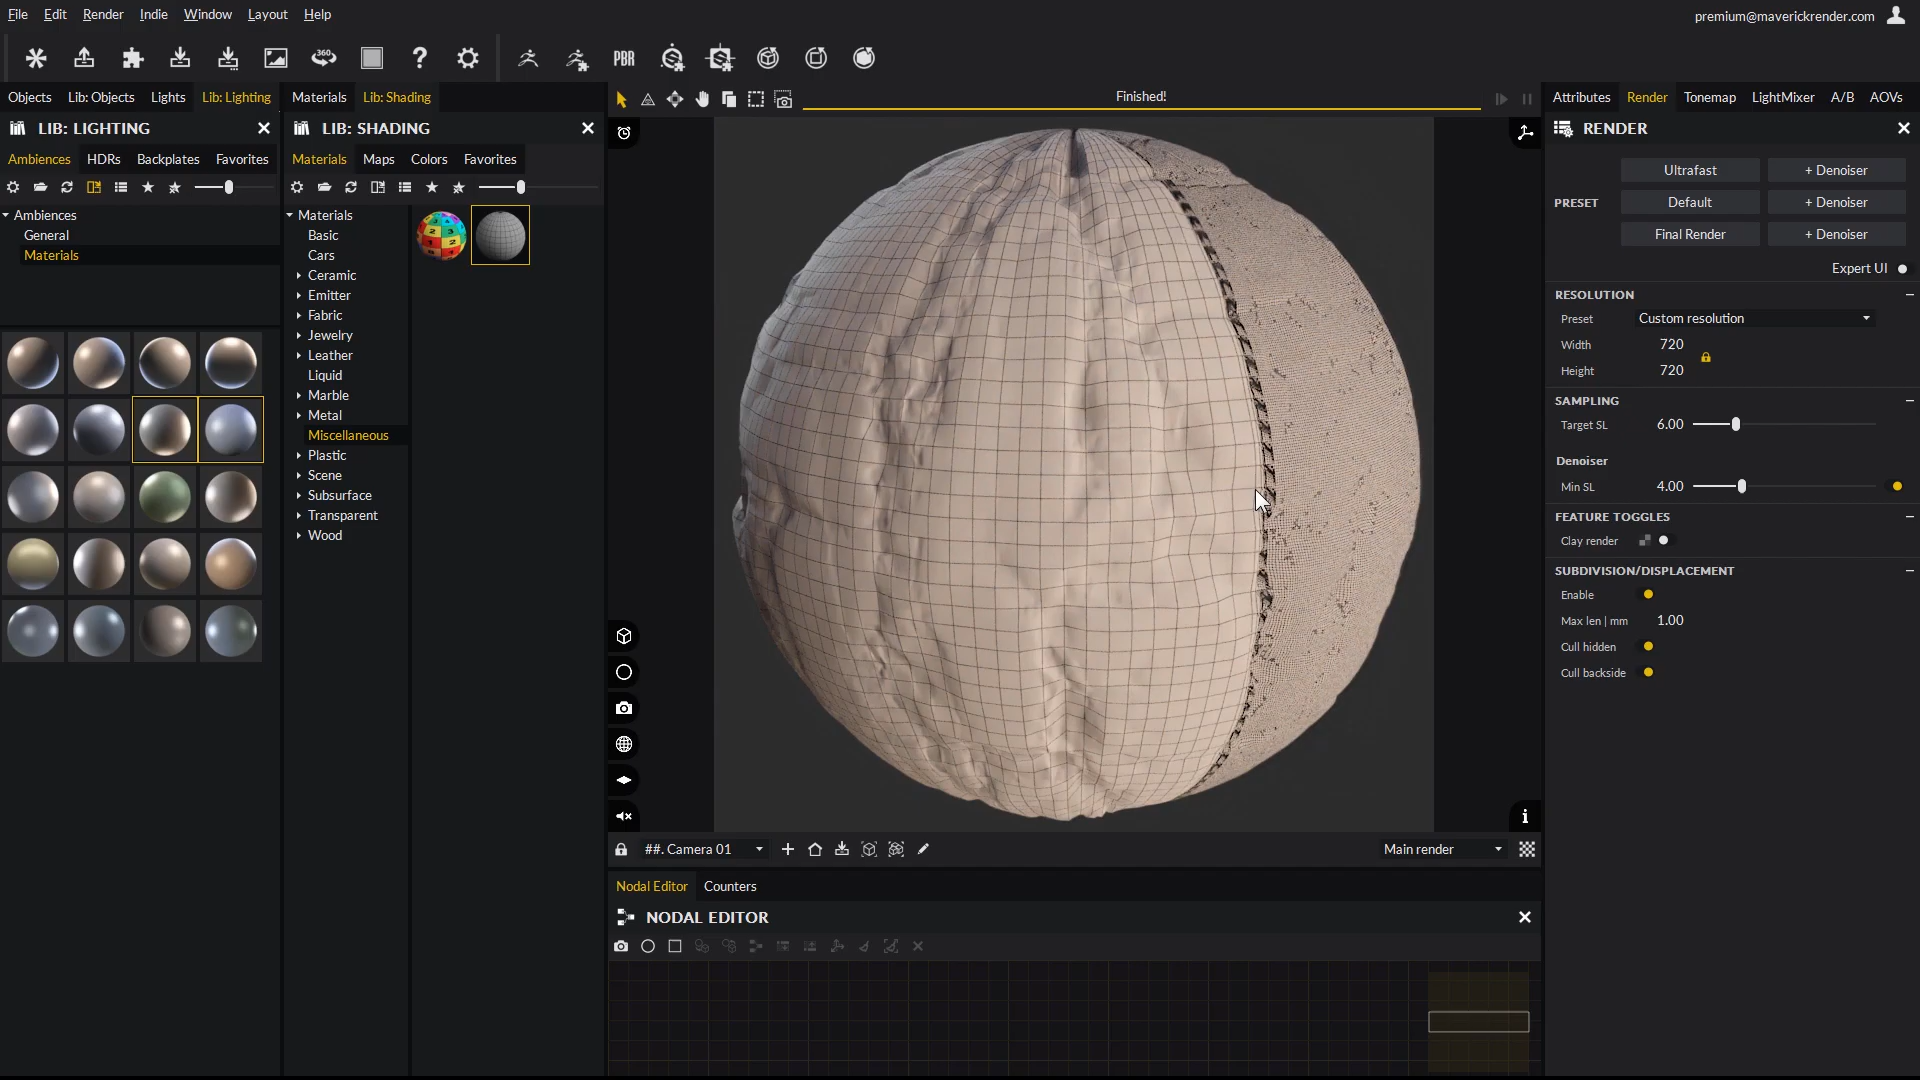 File Edit Render Indie Window Layout Help
premium@maverickrender.com
360 ? PBR
Objects Lib: Objects Lights Lib: Lighting
Materials Lib: Shading
Finished!
Attributes Render Tonemap LightMixer A/B AOVs
LIB: LIGHTING
LIB: SHADING
RENDER
Ambiences HDRs Backplates Favorites
Materials Maps Colors Favorites
Ambiences
General
Materials
Materials
Basic
Cars
Ceramic
Emitter
Fabric
Jewelry
Leather
Liquid
Marble
Metal
Miscellaneous
Plastic
Scene
Subsurface
Transparent
Wood
PRESET
Ultrafast + Denoiser
Default + Denoiser
Final Render + Denoiser
Expert UI
RESOLUTION
Preset Custom resolution
Width 720
Height 720
SAMPLING
Target SL 6.00
Denoiser
Min SL 4.00
FEATURE TOGGLES
Clay render
SUBDIVISION/DISPLACEMENT
Enable
Max len | mm 1.00
Cull hidden
Cull backside
##. Camera 01
Main render
Nodal Editor Counters
NODAL EDITOR